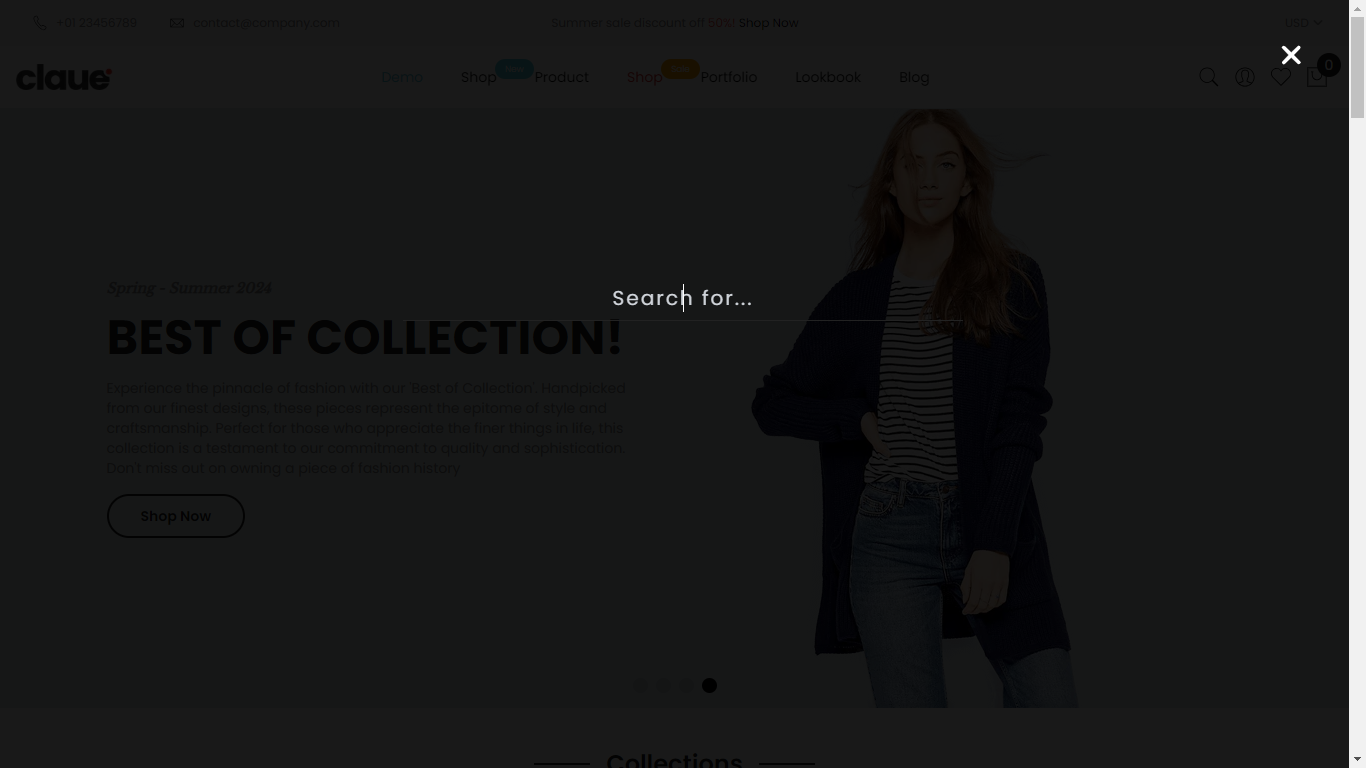 +01 23456789
contact@company.com
Summer sale discount off 50%! Shop Now
USD
claue
Demo
Shop
Product
Shop
Portfolio
Lookbook
Blog
0
Search for...
Spring - Summer 2024
BEST OF COLLECTION!
Experience the pinnacle of fashion with our 'Best of Collection'. Handpicked
from our finest designs, these pieces represent the epitome of style and
craftsmanship. Perfect for those who appreciate the finer things in life, this
collection is a testament to our commitment to quality and sophistication.
Don't miss out on owning a piece of fashion history
Shop Now
Collections